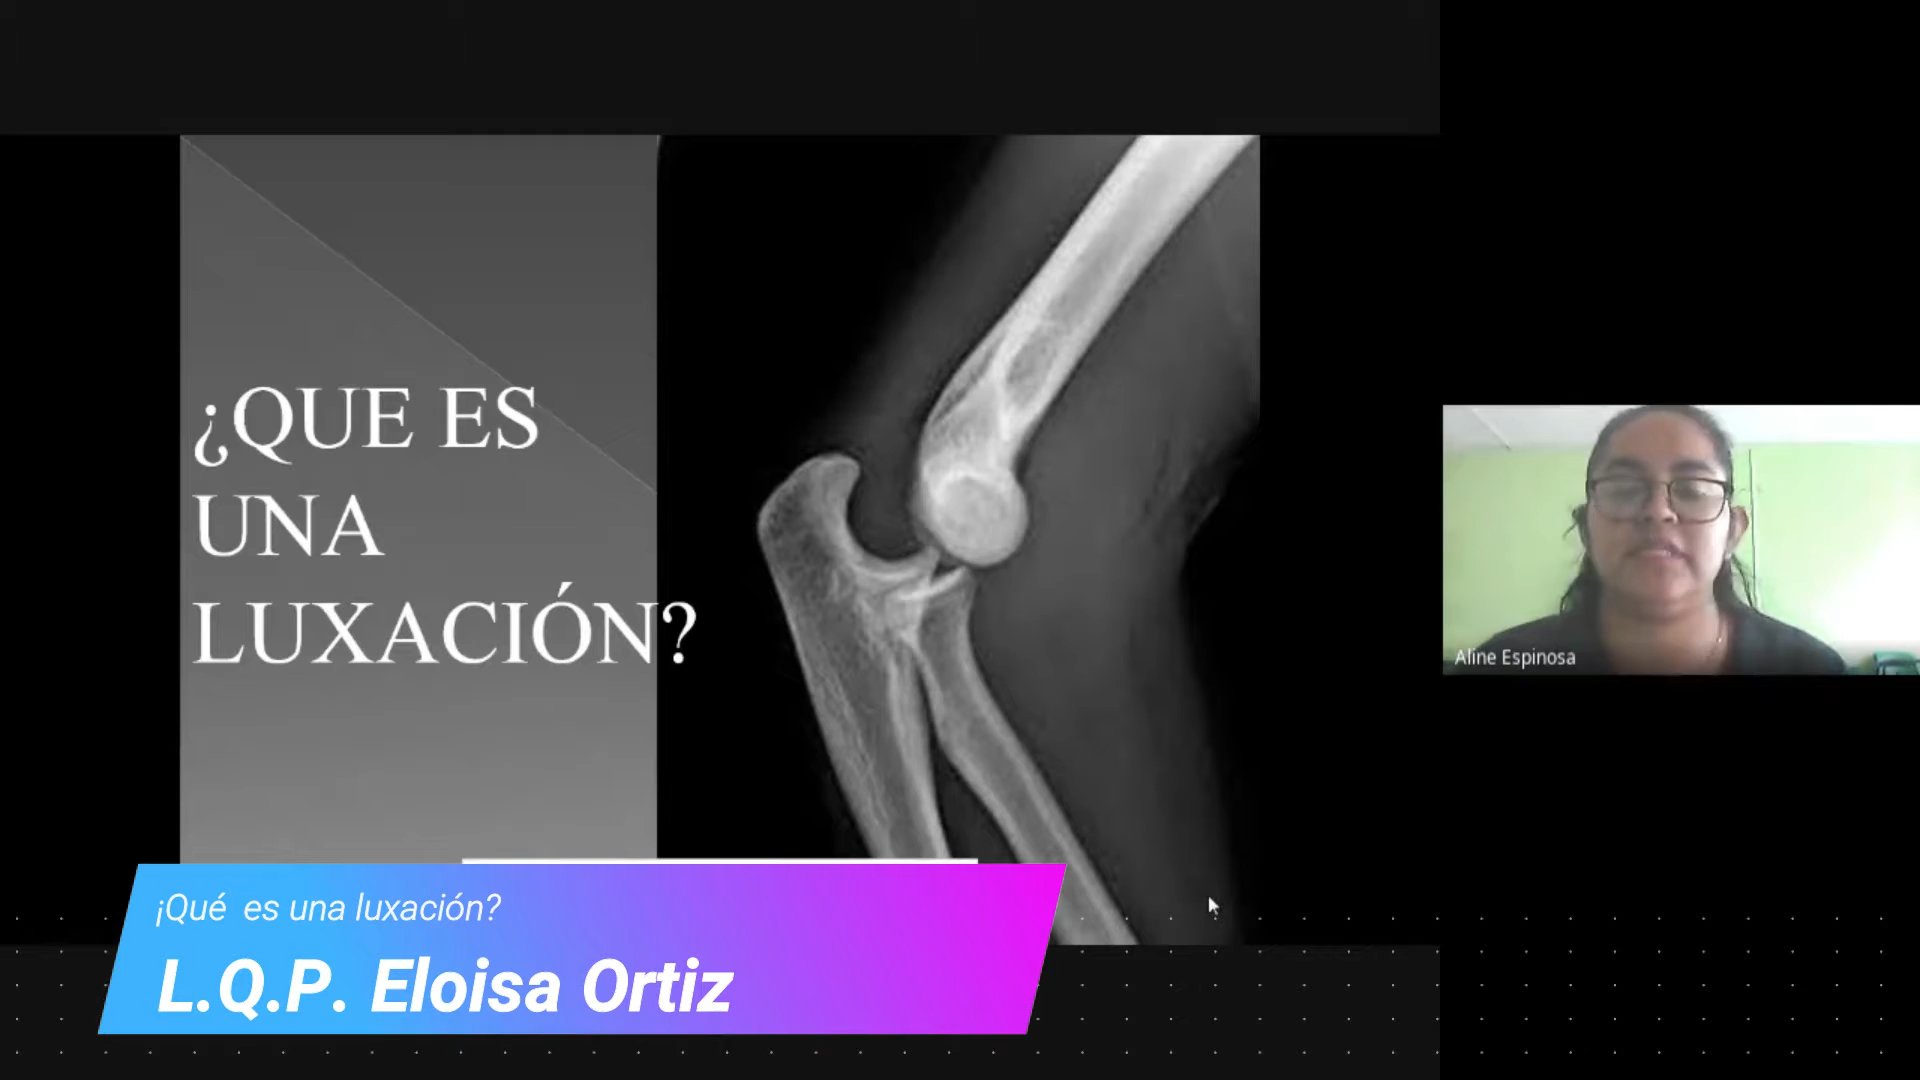 ¿QUE ES
UNA
LUXACIÓN?
Aline Espinosa
¡Qué es una luxación?
L.Q.P. Eloisa Ortiz